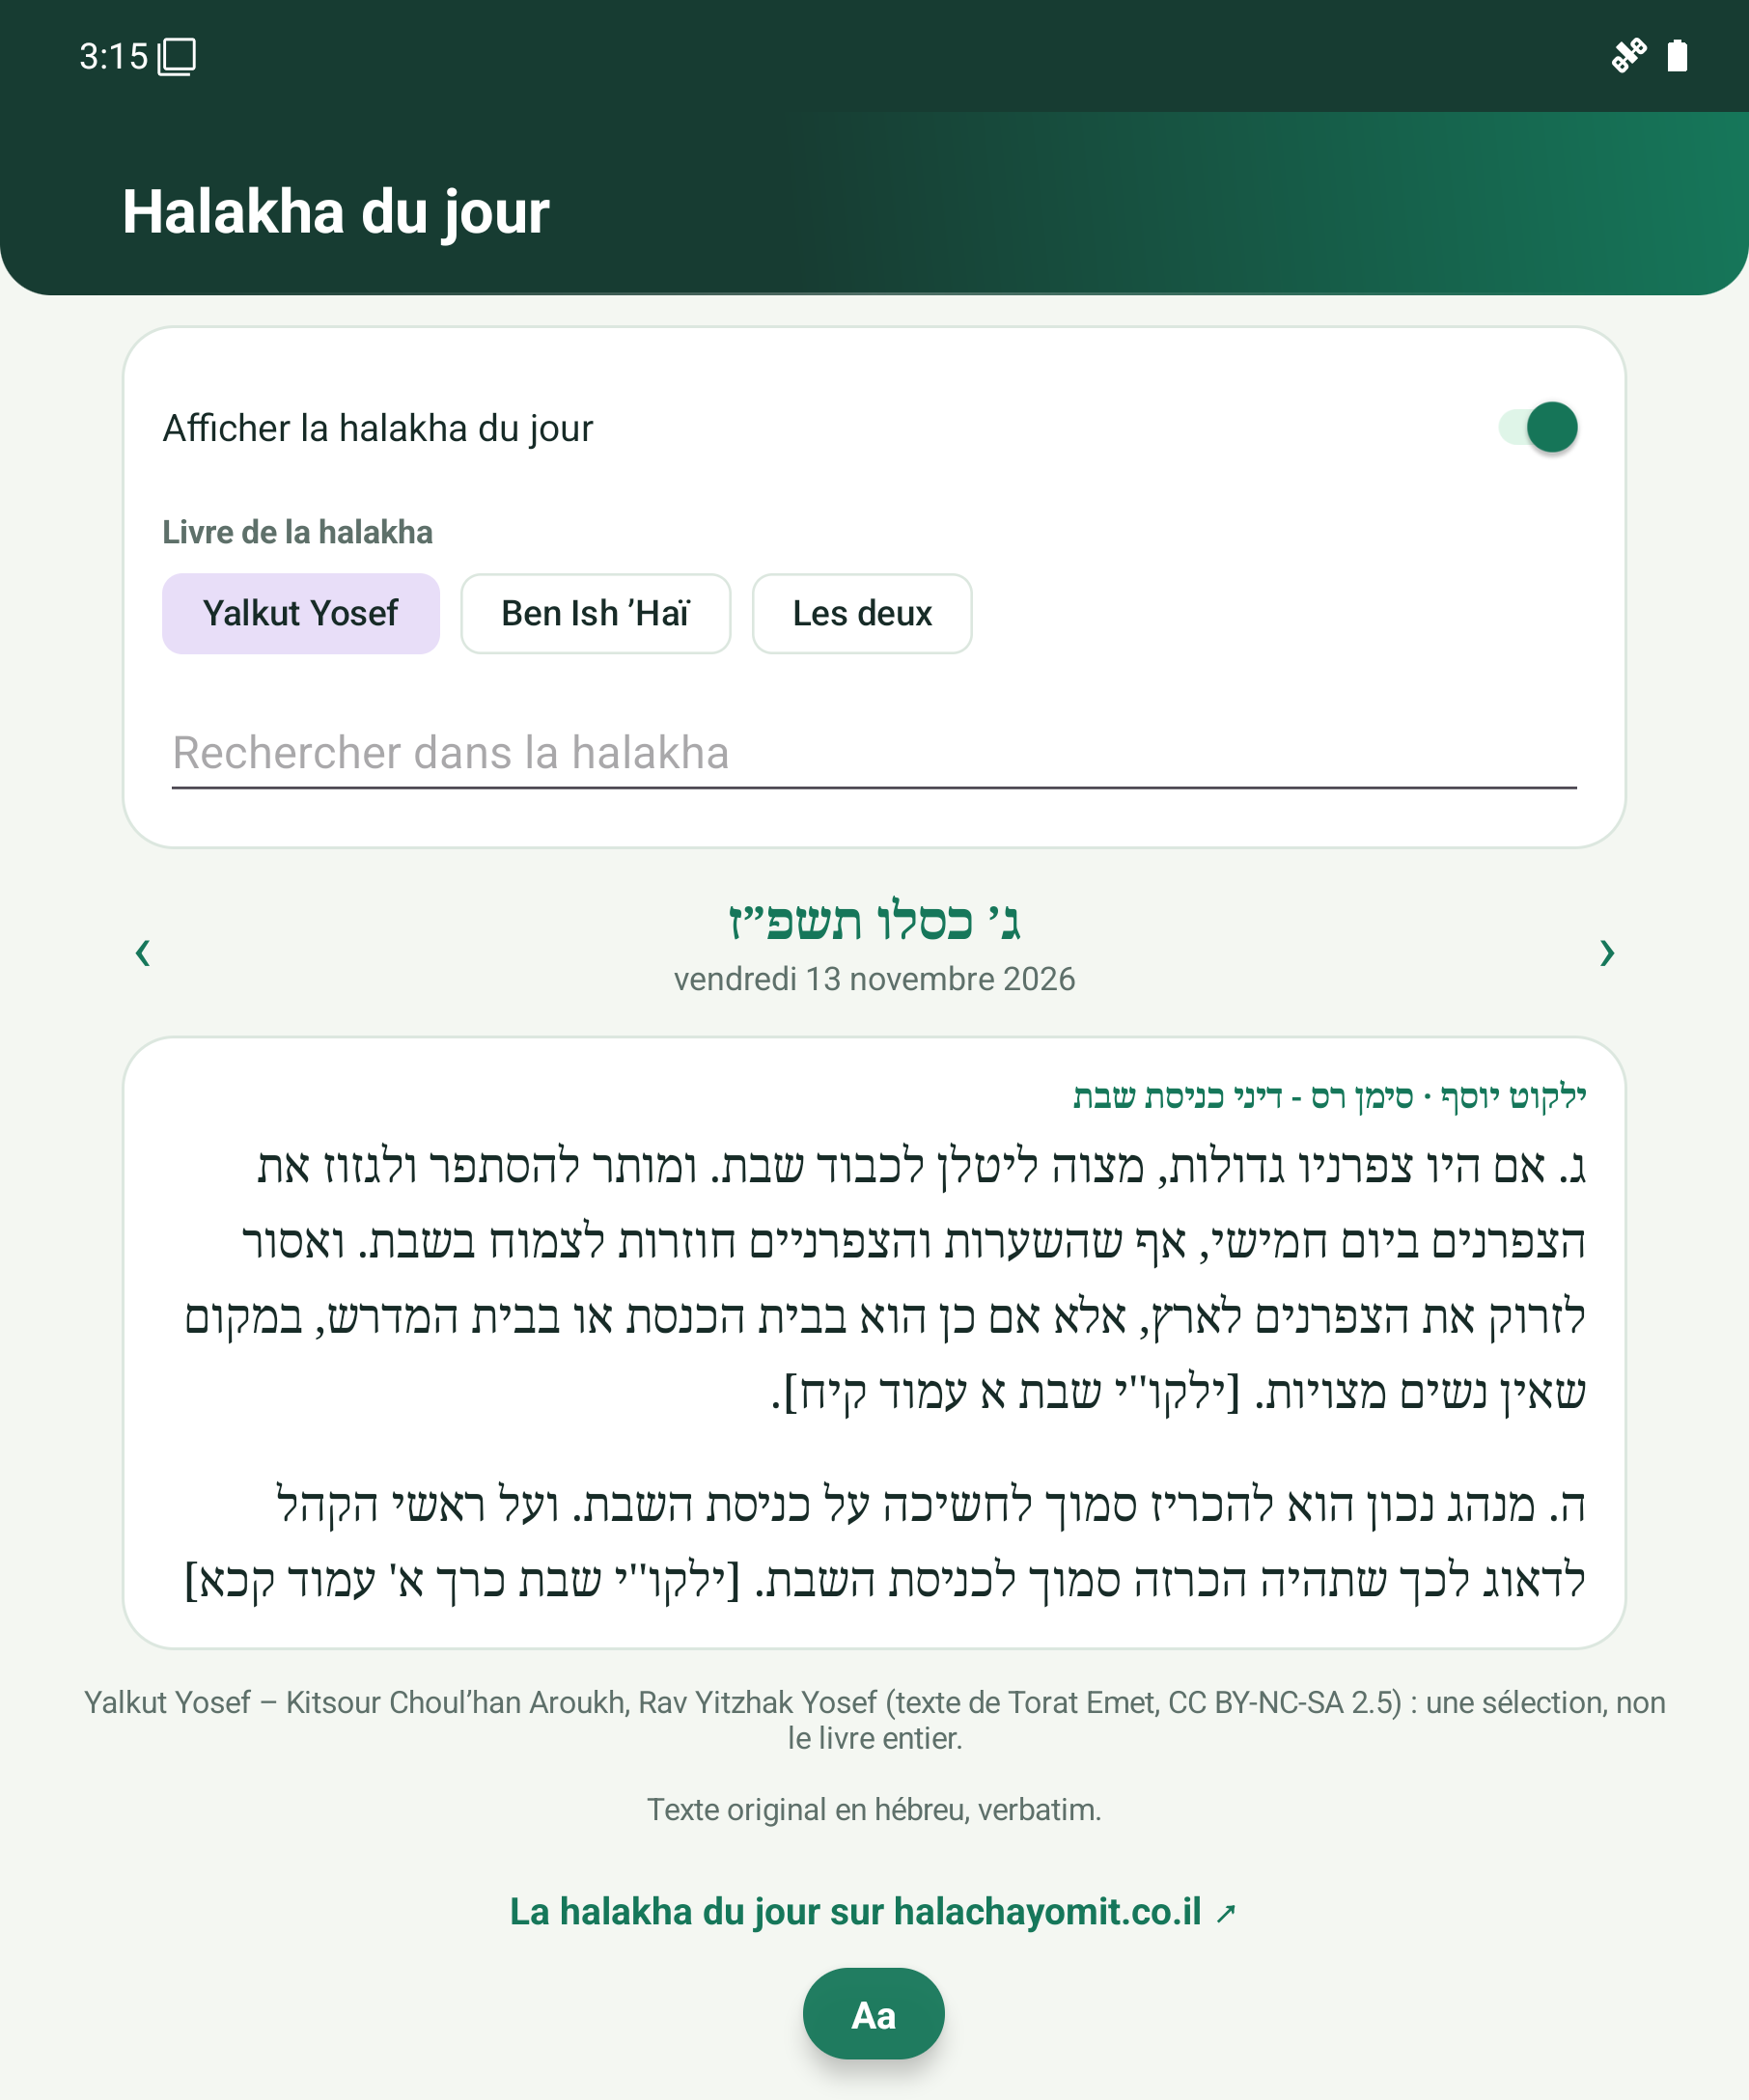 3:15
Halakha du jour
Afficher la halakha du jour
Livre de la halakha
Yalkut Yosef
Ben Ish ’Haï
Les deux
Rechercher dans la halakha
ג׳ כסלו תשפ״ז
‹
›
vendredi 13 novembre 2026
ילקוט יוסף · סימן רס - דיני כניסת שבת
ג. אם היו צפרניו גדולות, מצוה ליטלן לכבוד שבת. ומותר להסתפר ולגזוז את
הצפרנים ביום חמישי, אף שהשערות והצפרניים חוזרות לצמוח בשבת. ואסור
לזרוק את הצפרנים לארץ, אלא אם כן הוא בבית הכנסת או בבית המדרש, במקום
שאין נשים מצויות. [ילקו''י שבת א עמוד קיח].
ה. מנהג נכון הוא להכריז סמוך לחשיכה על כניסת השבת. ועל ראשי הקהל
לדאוג לכך שתהיה הכרזה סמוך לכניסת השבת. [ילקו''י שבת כרך א' עמוד קכא]
Yalkut Yosef – Kitsour Choul’han Aroukh, Rav Yitzhak Yosef (texte de Torat Emet, CC BY-NC-SA 2.5) : une sélection, non
le livre entier.
Texte original en hébreu, verbatim.
La halakha du jour sur halachayomit.co.il ↗
Aa